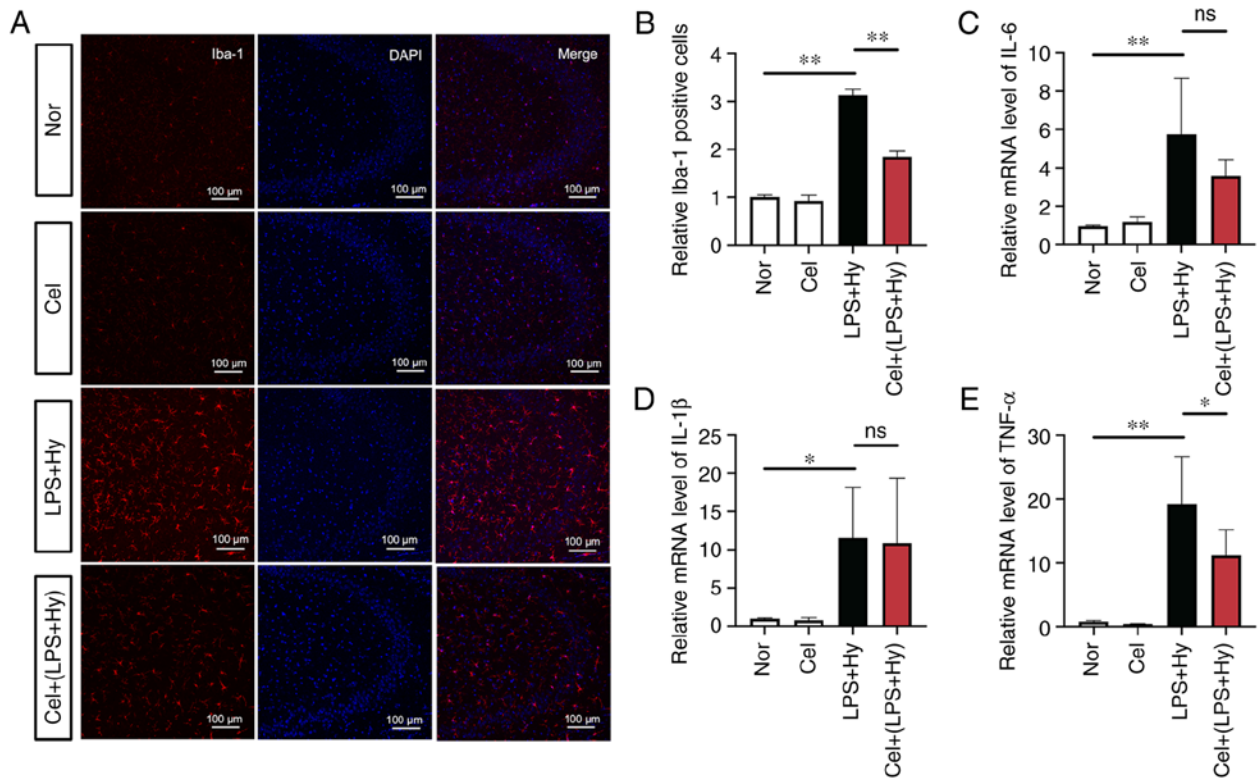 A
Nor
Iba-1
DAPI
Merge
100 µm
100 µm
100 µm
Cel
100 µm
100 µm
100 µm
LPS+Hy
100 µm
100 µm
100 µm
Cel+(LPS+Hy)
100 µm
100 µm
100 µm
B
Relative Iba-1 positive cells
4
3
2
1
0
**
**
Nor
Cel
LPS+Hy
Cel+(LPS+Hy)
C
Relative mRNA level of IL-6
10
8
6
4
2
0
**
ns
Nor
Cel
LPS+Hy
Cel+(LPS+Hy)
D
Relative mRNA level of IL-1β
25
20
15
10
5
0
*
ns
Nor
Cel
LPS+Hy
Cel+(LPS+Hy)
E
Relative mRNA level of TNF-α
30
20
10
0
**
*
Nor
Cel
LPS+Hy
Cel+(LPS+Hy)